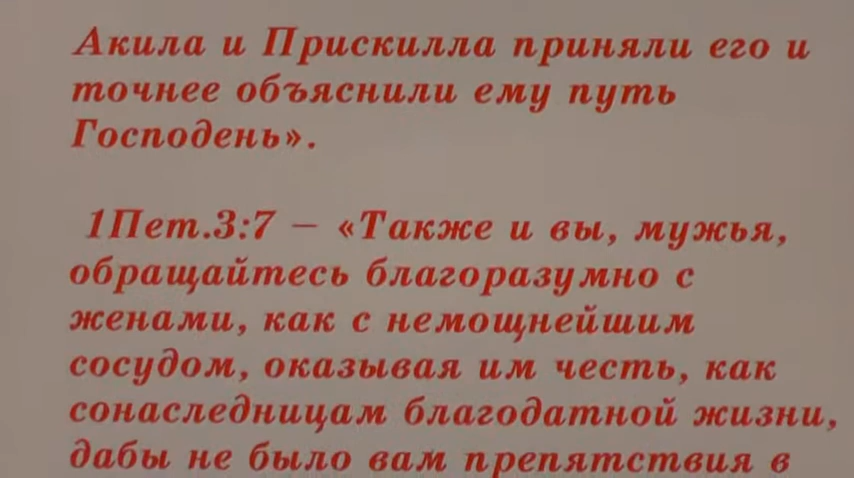 Акила и Прискилла приняли его и
точнее объяснили ему путь
Господень».
1Пет.3:7 – «Также и вы, мужья,
обращайтесь благоразумно с
женами, как с немощнейшим
сосудом, оказывая им честь, как
сонаследницам благодатной жизни,
дабы не было вам препятствия в